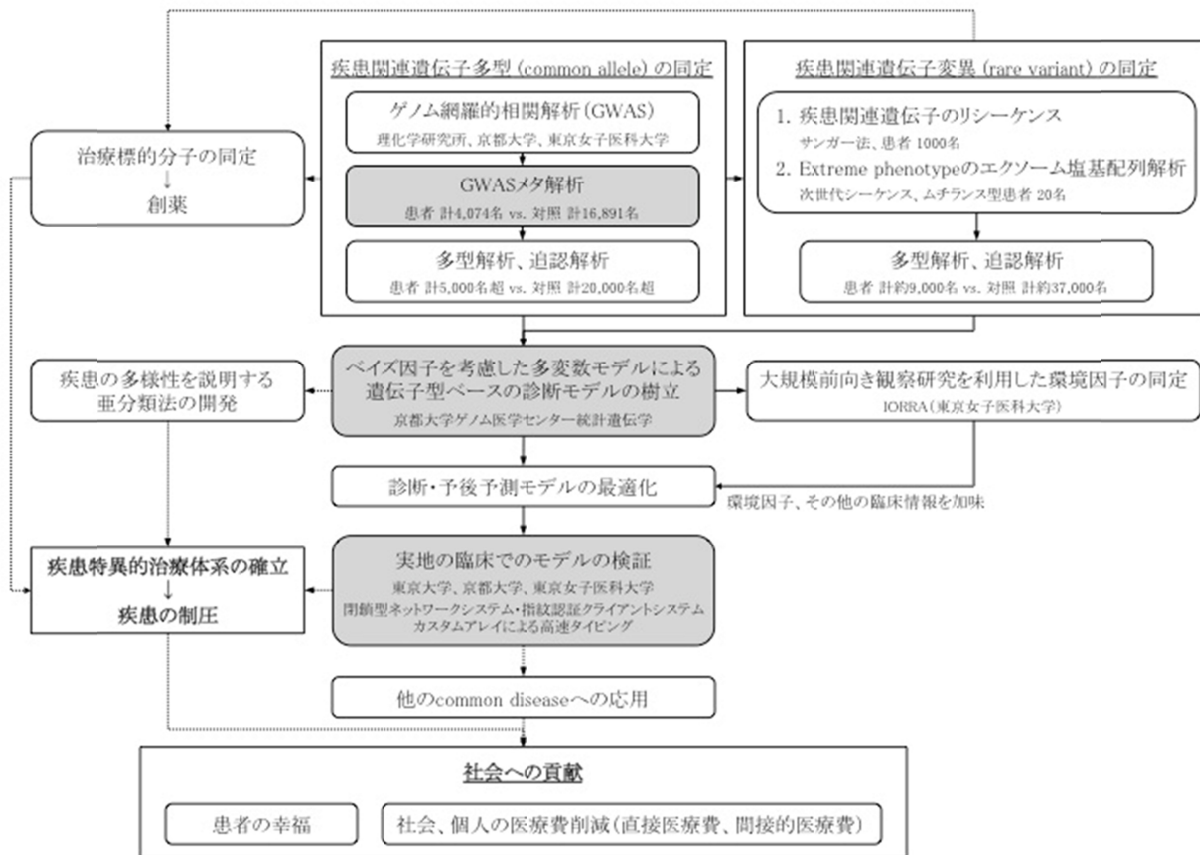 疾患関連遺伝子多型 (common allele) の同定
ゲノム網羅的相関解析 (GWAS)
理化学研究所、京都大学、東京女子医科大学
GWASメタ解析
患者 計4,074名 vs. 対照 計16,891名
多型解析、追認解析
患者 計5,000名超 vs. 対照 計20,000名超
疾患関連遺伝子変異 (rare variant) の同定
1. 疾患関連遺伝子のリシーケンス
サンガー法、患者 1000名
2. Extreme phenotypeのエクソーム塩基配列解析
次世代シーケンス、ムチランス型患者 20名
多型解析、追認解析
患者 計約9,000名 vs. 対照 計約37,000名
治療標的分子の同定
↓
創薬
疾患の多様性を説明する
亜分類法の開発
ベイズ因子を考慮した多変数モデルによる
遺伝子型ベースの診断モデルの樹立
京都大学ゲノム医学センター統計遺伝学
大規模前向き観察研究を利用した環境因子の同定
IORRA (東京女子医科大学)
診断・予後予測モデルの最適化
環境因子、その他の臨床情報を加味
疾患特異的治療体系の確立
↓
疾患の制圧
実地の臨床でのモデルの検証
東京大学、京都大学、東京女子医科大学
閉鎖型ネットワークシステム・指紋認証クライアントシステム
カスタムアレイによる高速タイピング
他のcommon diseaseへの応用
社会への貢献
患者の幸福
社会、個人の医療費削減 (直接医療費、間接的医療費)